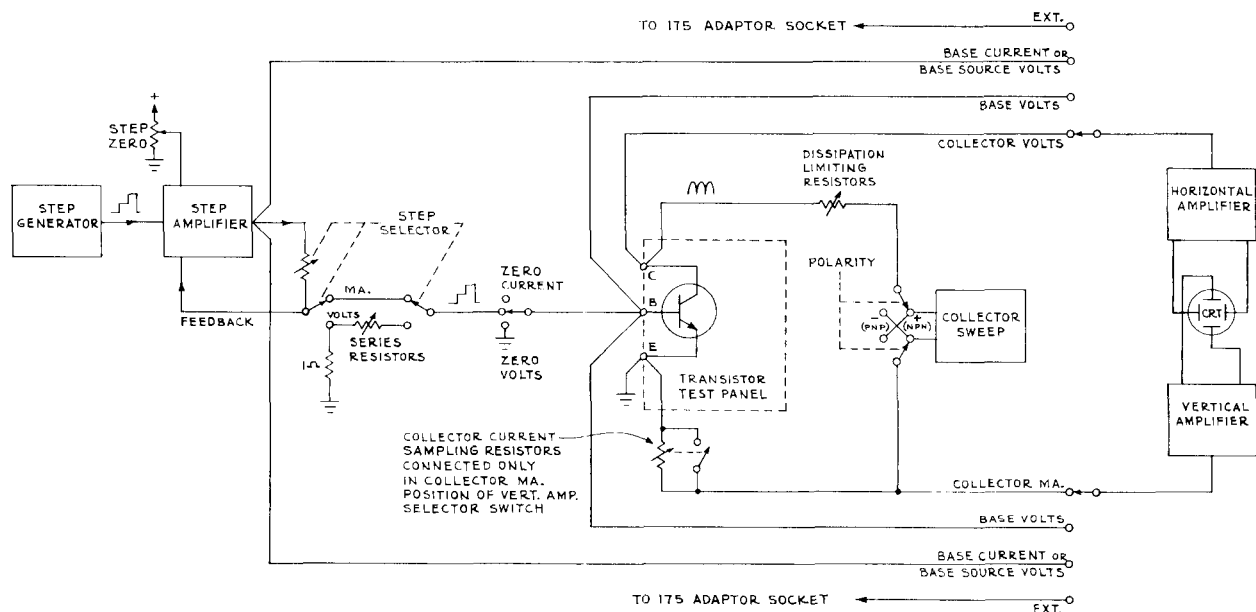 TO 175 ADAPTOR SOCKET
EXT.
BASE CURRENT OR
BASE SOURCE VOLTS
BASE VOLTS
COLLECTOR VOLTS
+
STEP
ZERO
STEP
GENERATOR
STEP
AMPLIFIER
STEP
SELECTOR
FEEDBACK
MA.
VOLTS
SERIES
RESISTORS
1Ω
ZERO
CURRENT
ZERO
VOLTS
DISSIPATION
LIMITING
RESISTORS
C
B
E
TRANSISTOR
TEST PANEL
POLARITY
-
(PNP)
+
(NPN)
COLLECTOR
SWEEP
HORIZONTAL
AMPLIFIER
CRT
VERTICAL
AMPLIFIER
COLLECTOR CURRENT
SAMPLING RESISTORS
CONNECTED ONLY
IN COLLECTOR MA.
POSITION OF VERT. AMP.
SELECTOR SWITCH
COLLECTOR MA.
BASE VOLTS
BASE CURRENT OR
BASE SOURCE VOLTS
TO 175 ADAPTOR SOCKET
EXT.